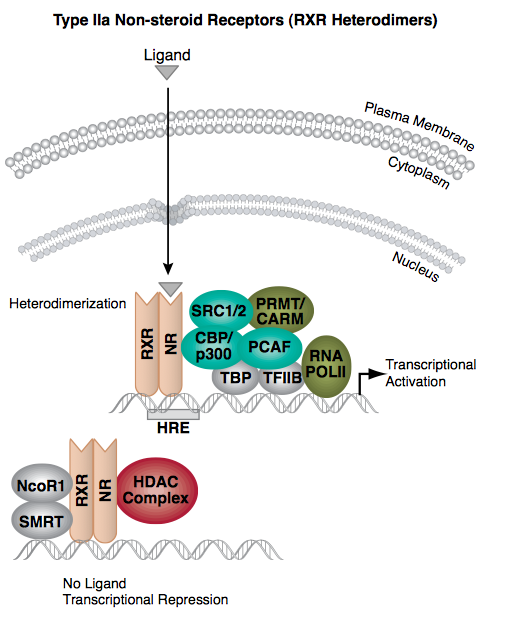 Type IIa Non-steroid Receptors (RXR Heterodimers)
Ligand
Plasma Membrane
Cytoplasm
Nucleus
Heterodimerization
RXR
NR
SRC1/2
PRMT/
CARM
CBP/
p300
PCAF
TBP
TFIIB
RNA
POLII
Transcriptional
Activation
HRE
NcoR1
SMRT
RXR
NR
HDAC
Complex
No Ligand
Transcriptional Repression